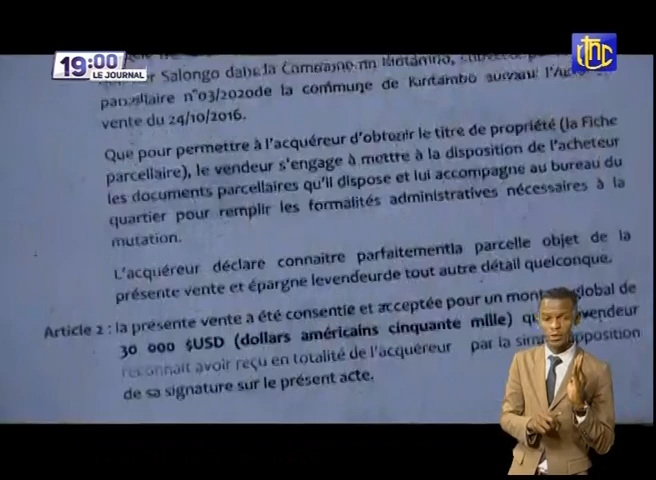 19:00
LE JOURNAL
Salongo dans la Commune
parcellaire n°03/2020de la commune de Kintambo suivant l'Acte
vente du 24/10/2016.
Que pour permettre à l'acquéreur d'obtenir le titre de propriété (la Fiche
parcellaire), le vendeur s'engage à mettre à la disposition de l'acheteur
les documents parcellaires qu'il dispose et lui accompagne au bureau du
quartier pour remplir les formalités administratives nécessaires à la
mutation.
L'acquéreur déclare connaitre parfaitementla parcelle objet de la
présente vente et épargne levendeurde tout autre détail quelconque.
Article 2 : la présente vente a été consentie et acceptée pour un global de
30 000 $USD (dollars américains cinquante mille)
reconnait avoir reçu en totalité de l'acquéreur par la
de sa signature sur le présent acte.